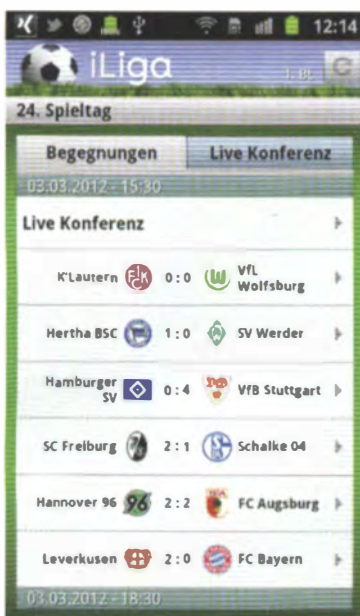 12:14
iLiga
1. BL
24. Spieltag
Begegnungen Live Konferenz
03.03.2012 - 15:30
Live Konferenz
K'Lautern 0:0 VfL Wolfsburg
Hertha BSC 1:0 SV Werder
Hamburger SV 0:4 VfB Stuttgart
SC Freiburg 2:1 Schalke 04
Hannover 96 2:2 FC Augsburg
Leverkusen 2:0 FC Bayern
03.03.2012 - 18:30